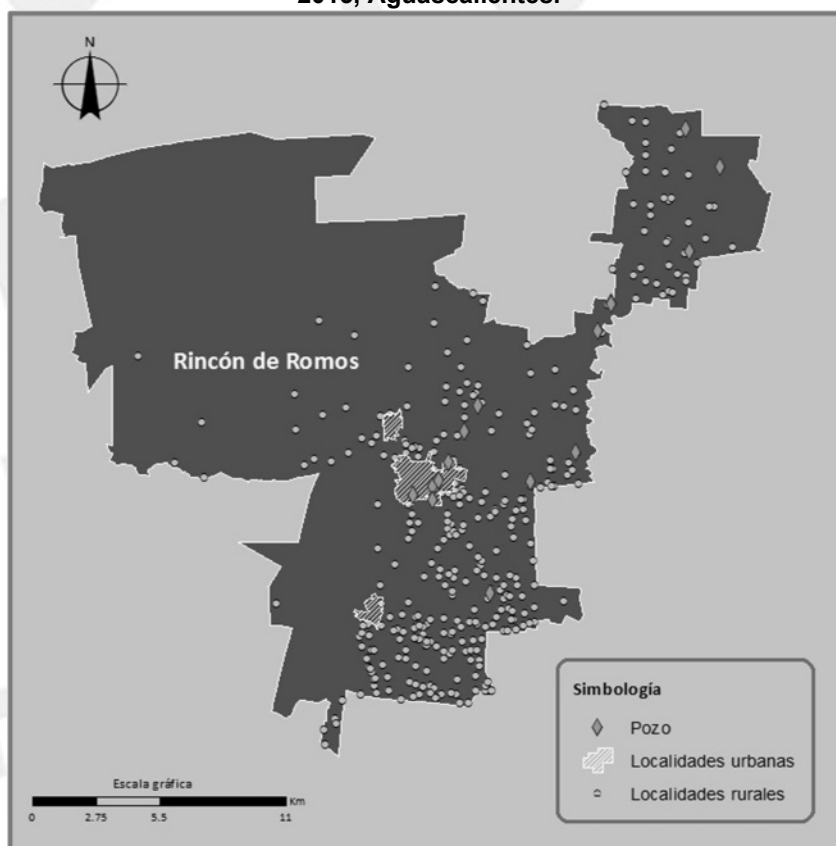 2015, Aguascalientes.
N
Rincón de Romos
Simbología
Pozo
Localidades urbanas
Localidades rurales
Escala gráfica
Km
0 2.75 5.5 11